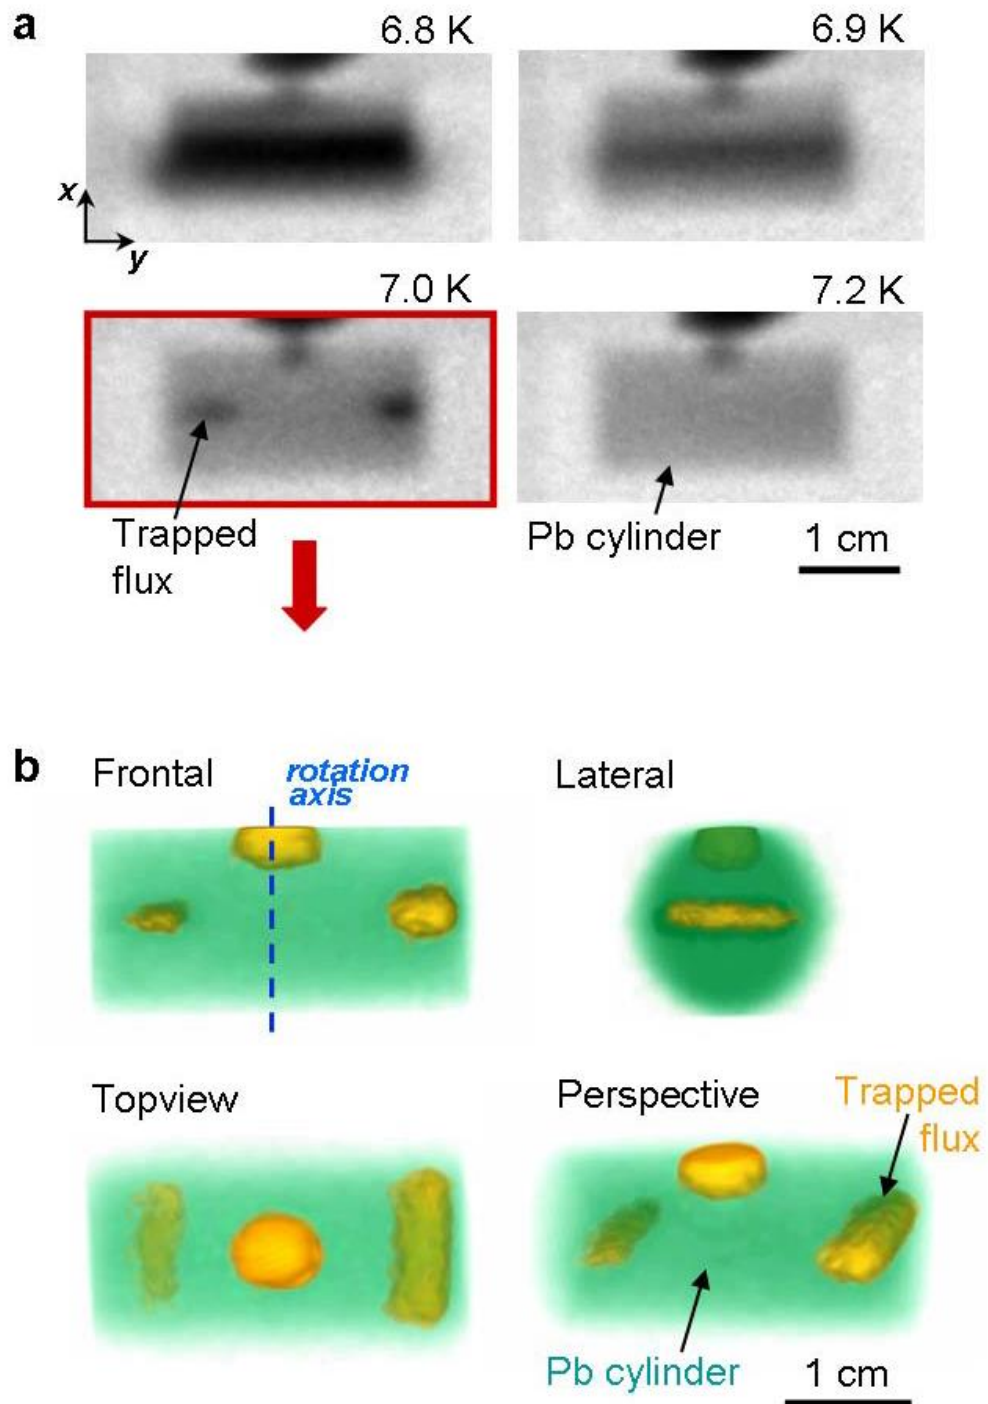 a
6.8 K
6.9 K
x
y
7.0 K
7.2 K
Trapped
flux
Pb cylinder
1 cm
b
Frontal
rotation
axis
Lateral
Topview
Perspective
Trapped
flux
Pb cylinder
1 cm